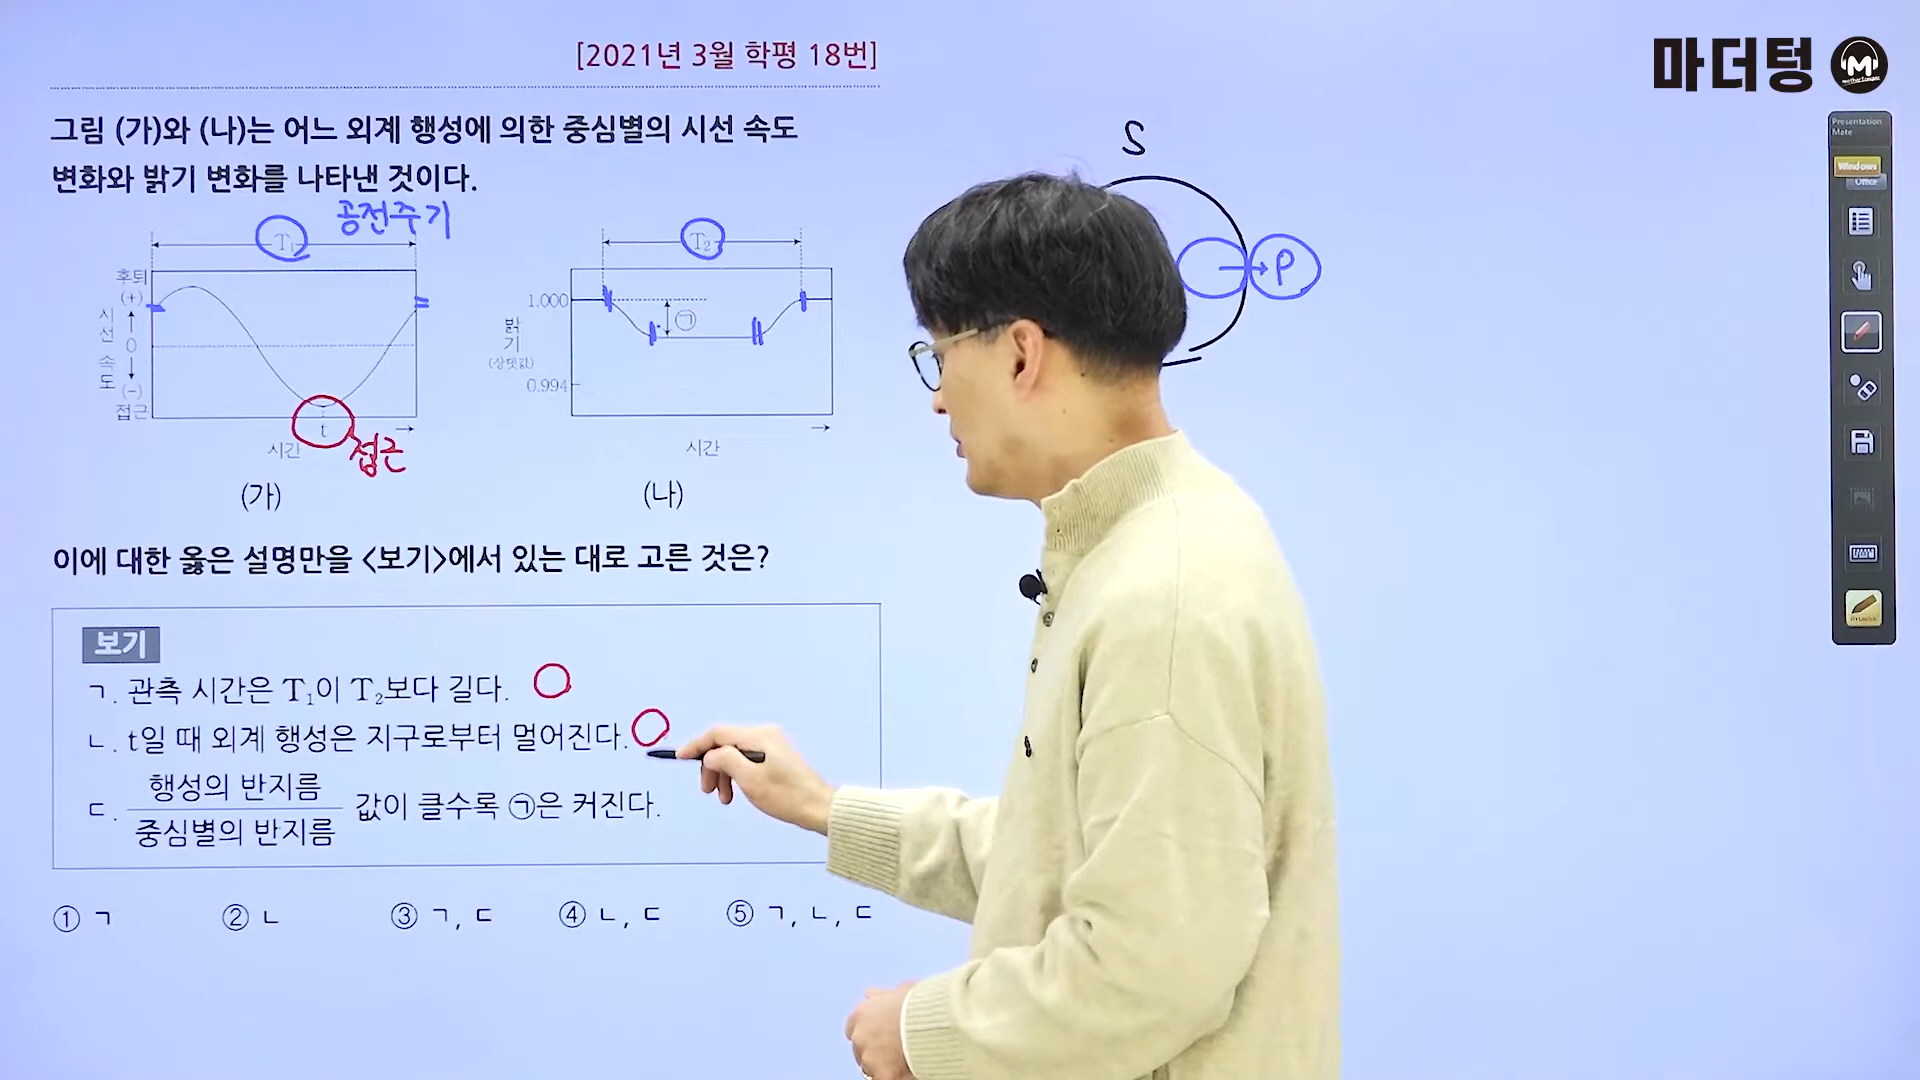 [2021년 3월 학평 18번]
마더텅
M
그림 (가)와 (나)는 어느 외계 행성에 의한 중심별의 시선 속도
변화와 밝기 변화를 나타낸 것이다.
공전주기
T₁
T₂
후퇴
(+)
시선 속도
0
(−)
접근
t
시간
접근
(가)
1.000
㉠
밝기
(상댓값)
0.994
시간
(나)
S
P
이에 대한 옳은 설명만을 <보기>에서 있는 대로 고른 것은?
보기
ㄱ. 관측 시간은 T₁이 T₂보다 길다.
ㄴ. t일 때 외계 행성은 지구로부터 멀어진다.
ㄷ. 행성의 반지름 / 중심별의 반지름 값이 클수록 ㉠은 커진다.
① ㄱ ② ㄴ ③ ㄱ, ㄷ ④ ㄴ, ㄷ ⑤ ㄱ, ㄴ, ㄷ
Presentation
Mate
Windows
Office